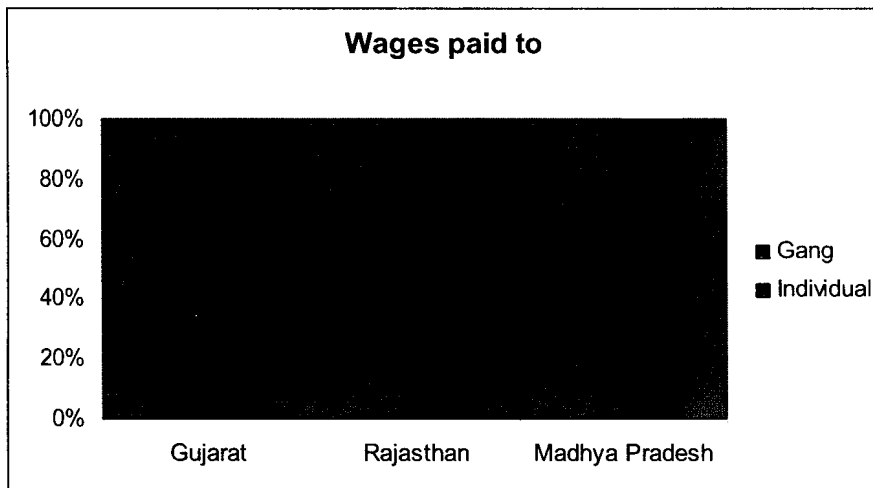 Wages paid to
100%
80%
60%
40%
20%
0%
Gang
Individual
Gujarat Rajasthan Madhya Pradesh